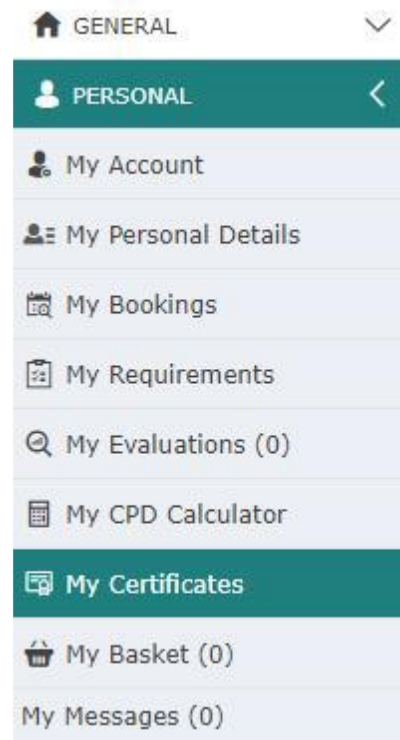 GENERAL
PERSONAL
My Account
My Personal Details
My Bookings
My Requirements
My Evaluations (0)
My CPD Calculator
My Certificates
My Basket (0)
My Messages (0)